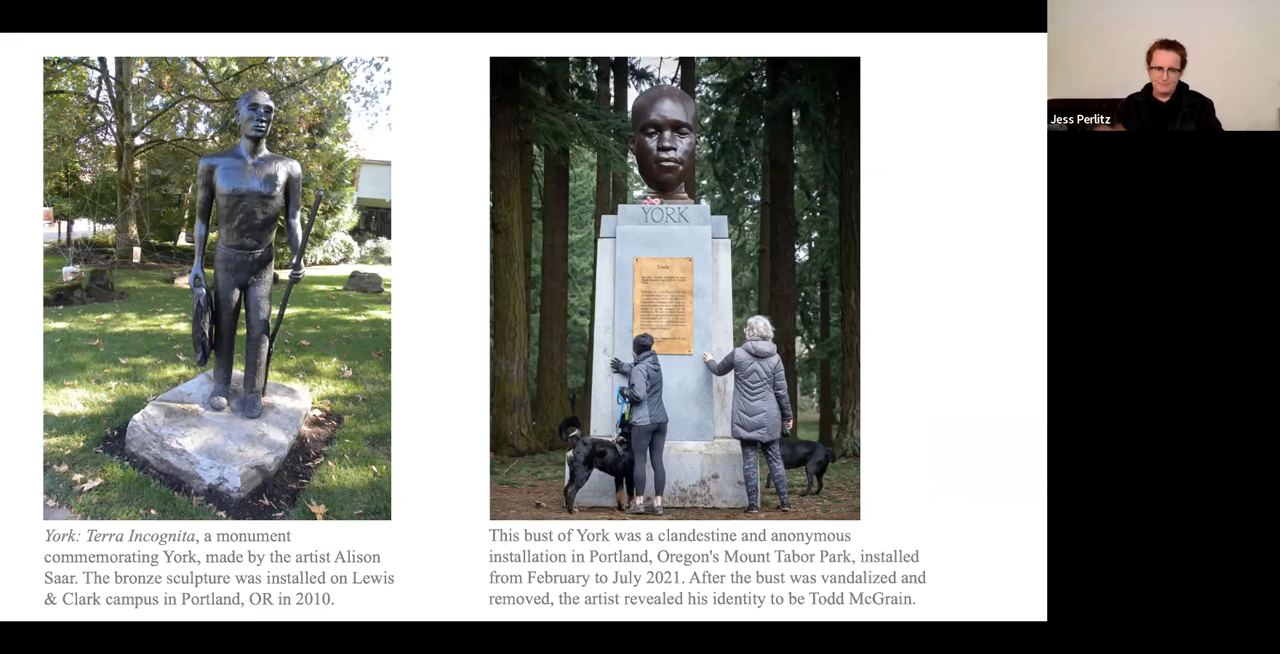 Jess Perlitz
YORK
York
York: Terra Incognita, a monument
commemorating York, made by the artist Alison
Saar. The bronze sculpture was installed on Lewis
& Clark campus in Portland, OR in 2010.
This bust of York was a clandestine and anonymous
installation in Portland, Oregon's Mount Tabor Park, installed
from February to July 2021. After the bust was vandalized and
removed, the artist revealed his identity to be Todd McGrain.